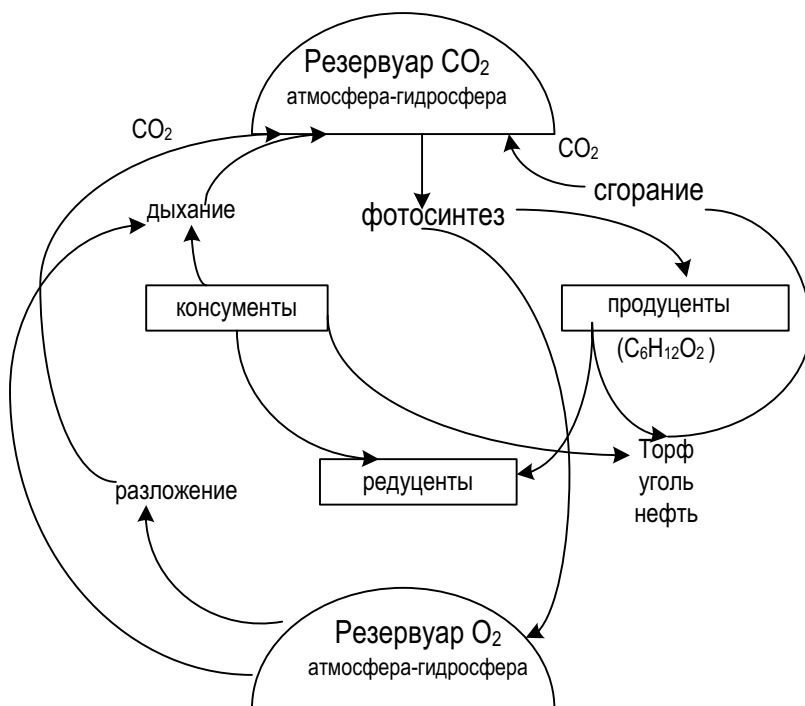 Резервуар CO₂
атмосфера-гидросфера
CO₂
CO₂
сгорание
дыхание
фотосинтез
консументы
продуценты
(C₆H₁₂O₂ )
Торф
уголь
нефть
редуценты
разложение
Резервуар O₂
атмосфера-гидросфера